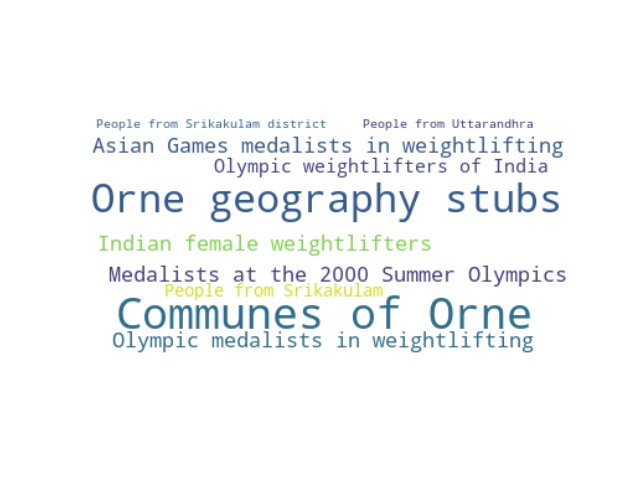 People from Srikakulam district People from Uttarandhra
Asian Games medalists in weightlifting
Olympic weightlifters of India
Orne geography stubs
Indian female weightlifters
Medalists at the 2000 Summer Olympics
People from Srikakulam
Communes of Orne
Olympic medalists in weightlifting